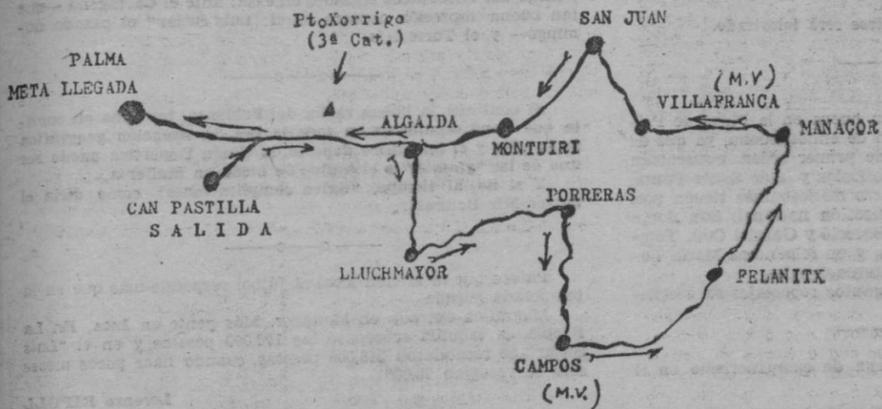 PtoXorrigo
(3ª Cat.)
SAN JUAN
PALMA
META LLEGADA
(M.V)
VILLAFRANCA
MANACOR
ALGAIDA
MONTUIRI
CAN PASTILLA
SALIDA
PORRERAS
LLUCHMAYOR
PELANITX
CAMPOS
(M.V.)